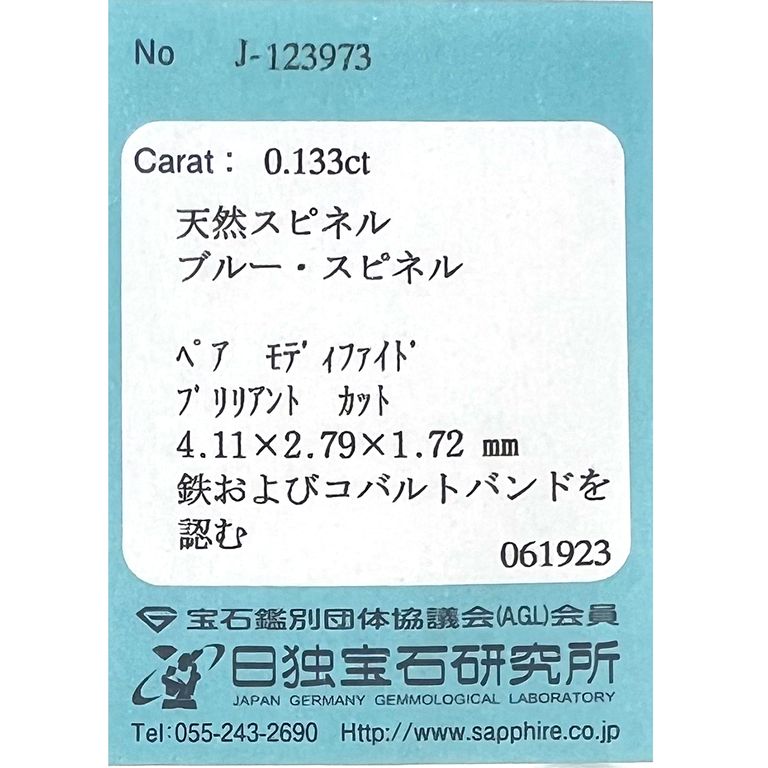 No J-123973
Carat: 0.133ct
天然スピネル
ブルー・スピネル
ﾍﾟｱ ﾓﾃﾞｨﾌｧｲﾄﾞ
ﾌﾞﾘﾘｱﾝﾄ ｶｯﾄ
4.11×2.79×1.72 mm
鉄およびコバルトバンドを
認む
061923
宝石鑑別団体協議会(AGL)会員
日独宝石研究所
JAPAN GERMANY GEMMOLOGICAL LABORATORY
Tel:055-243-2690 Http://www.sapphire.co.jp